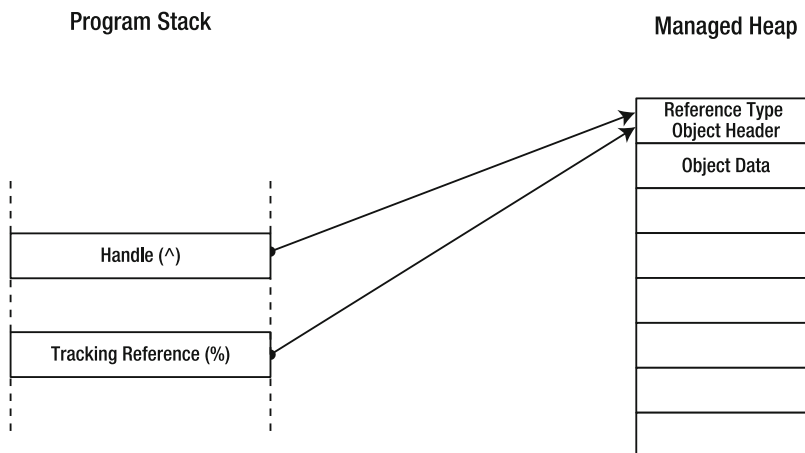 Program Stack
Managed Heap
Reference Type
Object Header
Object Data
Handle (^)
Tracking Reference (%)